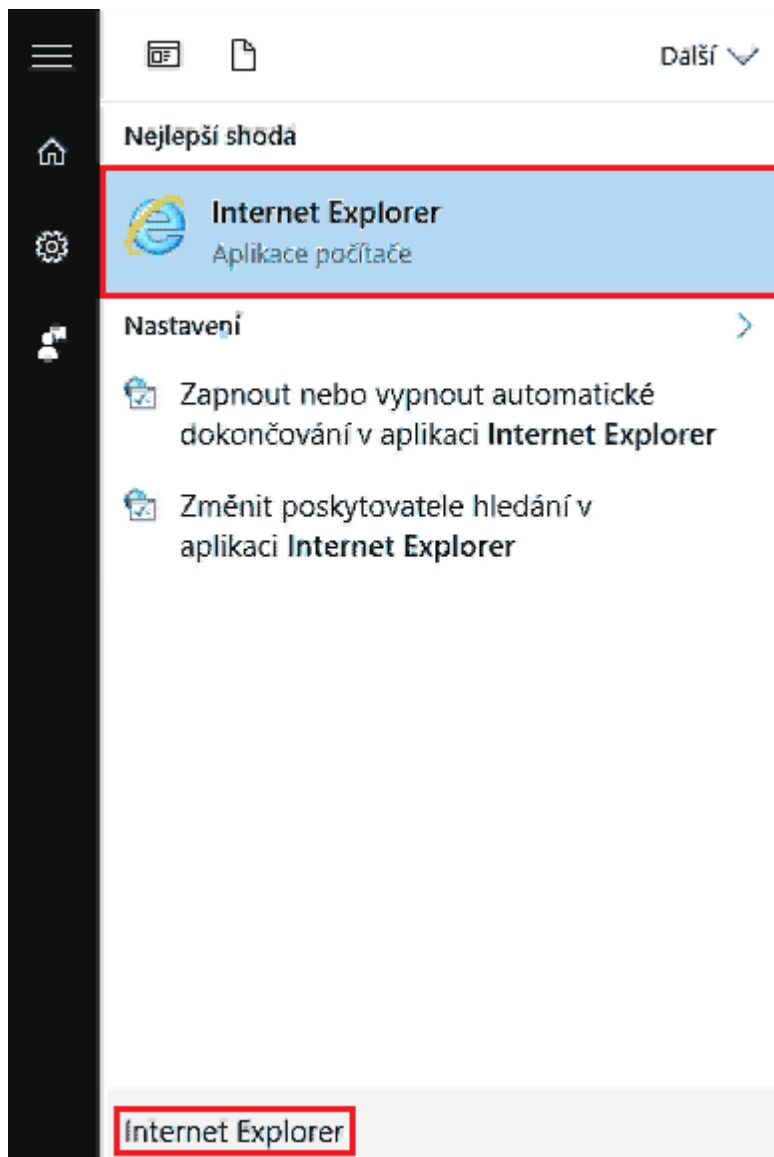 Další
Nejlepší shoda
Internet Explorer
Aplikace počítače
Nastavení
Zapnout nebo vypnout automatické
dokončování v aplikaci Internet Explorer
Změnit poskytovatele hledání v
aplikaci Internet Explorer
Internet Explorer